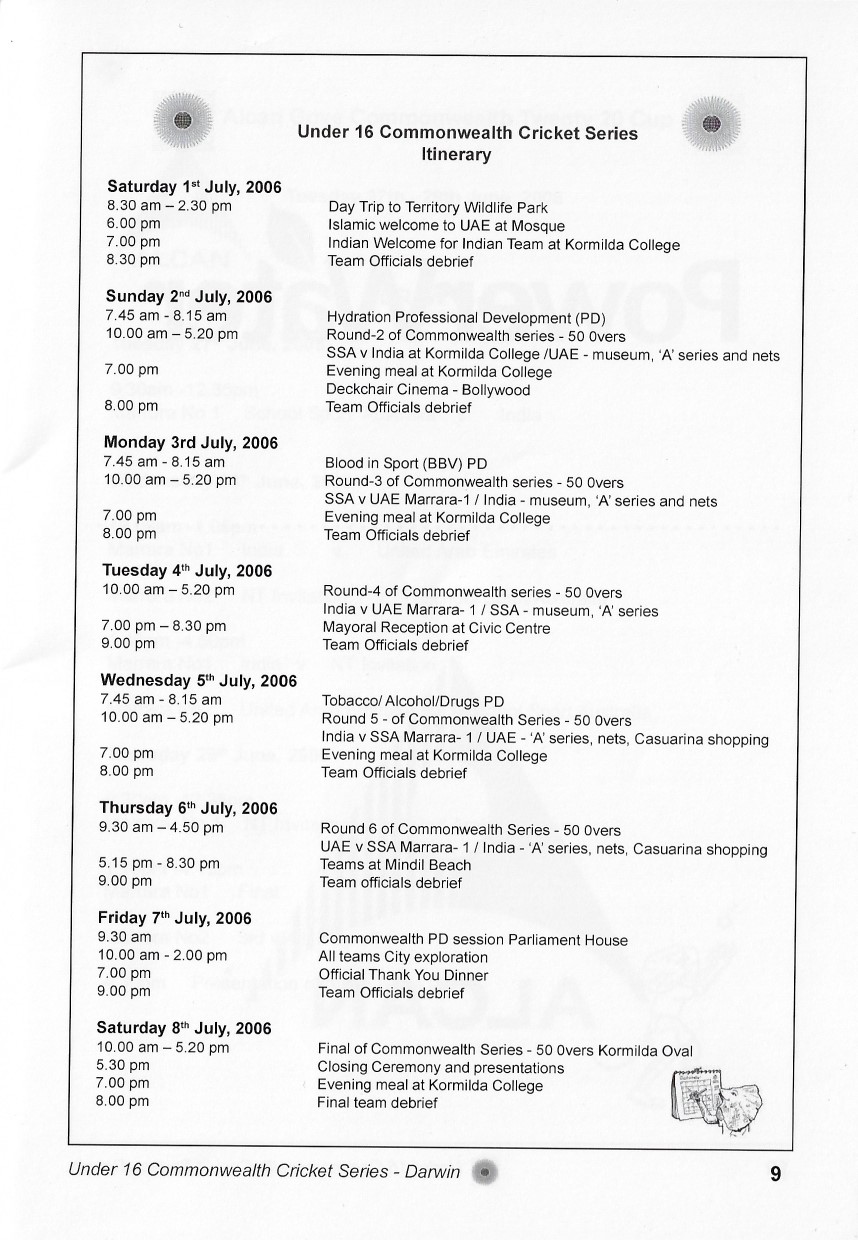 Under 16 Commonwealth Cricket Series
Itinerary
Saturday 1st July, 2006
8.30 am – 2.30 pm Day Trip to Territory Wildlife Park
6.00 pm Islamic welcome to UAE at Mosque
7.00 pm Indian Welcome for Indian Team at Kormilda College
8.30 pm Team Officials debrief
Sunday 2nd July, 2006
7.45 am - 8.15 am Hydration Professional Development (PD)
10.00 am – 5.20 pm Round-2 of Commonwealth series - 50 0vers
SSA v India at Kormilda College /UAE - museum, ‘A’ series and nets
7.00 pm Evening meal at Kormilda College
Deckchair Cinema - Bollywood
8.00 pm Team Officials debrief
Monday 3rd July, 2006
7.45 am - 8.15 am Blood in Sport (BBV) PD
10.00 am – 5.20 pm Round-3 of Commonwealth series - 50 0vers
SSA v UAE Marrara-1 / India - museum, ‘A’ series and nets
7.00 pm Evening meal at Kormilda College
8.00 pm Team Officials debrief
Tuesday 4th July, 2006
10.00 am – 5.20 pm Round-4 of Commonwealth series - 50 0vers
India v UAE Marrara- 1 / SSA - museum, ‘A’ series
7.00 pm – 8.30 pm Mayoral Reception at Civic Centre
9.00 pm Team Officials debrief
Wednesday 5th July, 2006
7.45 am - 8.15 am Tobacco/ Alcohol/Drugs PD
10.00 am – 5.20 pm Round 5 - of Commonwealth Series - 50 0vers
India v SSA Marrara- 1 / UAE - ‘A’ series, nets, Casuarina shopping
7.00 pm Evening meal at Kormilda College
8.00 pm Team Officials debrief
Thursday 6th July, 2006
9.30 am – 4.50 pm Round 6 of Commonwealth Series - 50 0vers
UAE v SSA Marrara- 1 / India - ‘A’ series, nets, Casuarina shopping
5.15 pm - 8.30 pm Teams at Mindil Beach
9.00 pm Team officials debrief
Friday 7th July, 2006
9.30 am Commonwealth PD session Parliament House
10.00 am - 2.00 pm All teams City exploration
7.00 pm Official Thank You Dinner
9.00 pm Team Officials debrief
Saturday 8th July, 2006
10.00 am – 5.20 pm Final of Commonwealth Series - 50 0vers Kormilda Oval
5.30 pm Closing Ceremony and presentations
7.00 pm Evening meal at Kormilda College
8.00 pm Final team debrief
Under 16 Commonwealth Cricket Series - Darwin 9